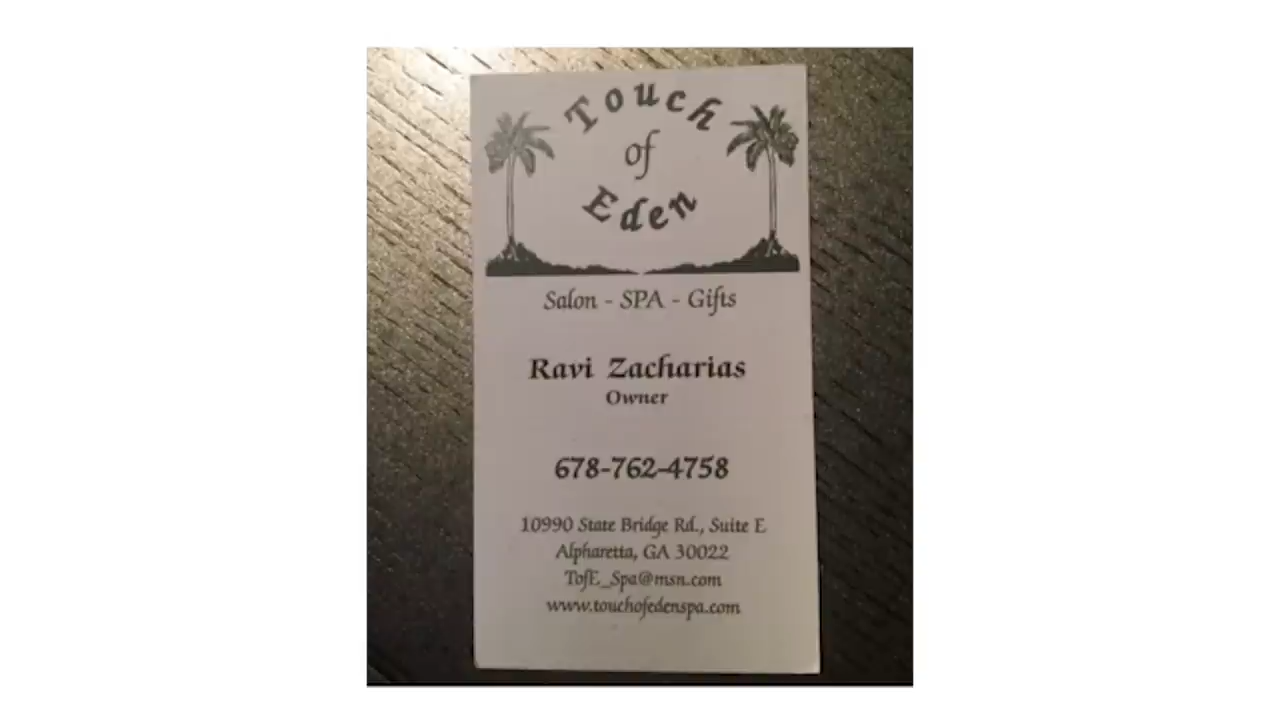 Touch
of
Eden
Salon - SPA - Gifts
Ravi Zacharias
Owner
678-762-4758
10990 State Bridge Rd., Suite E
Alpharetta, GA 30022
TofE_Spa@msn.com
www.touchofedenspa.com